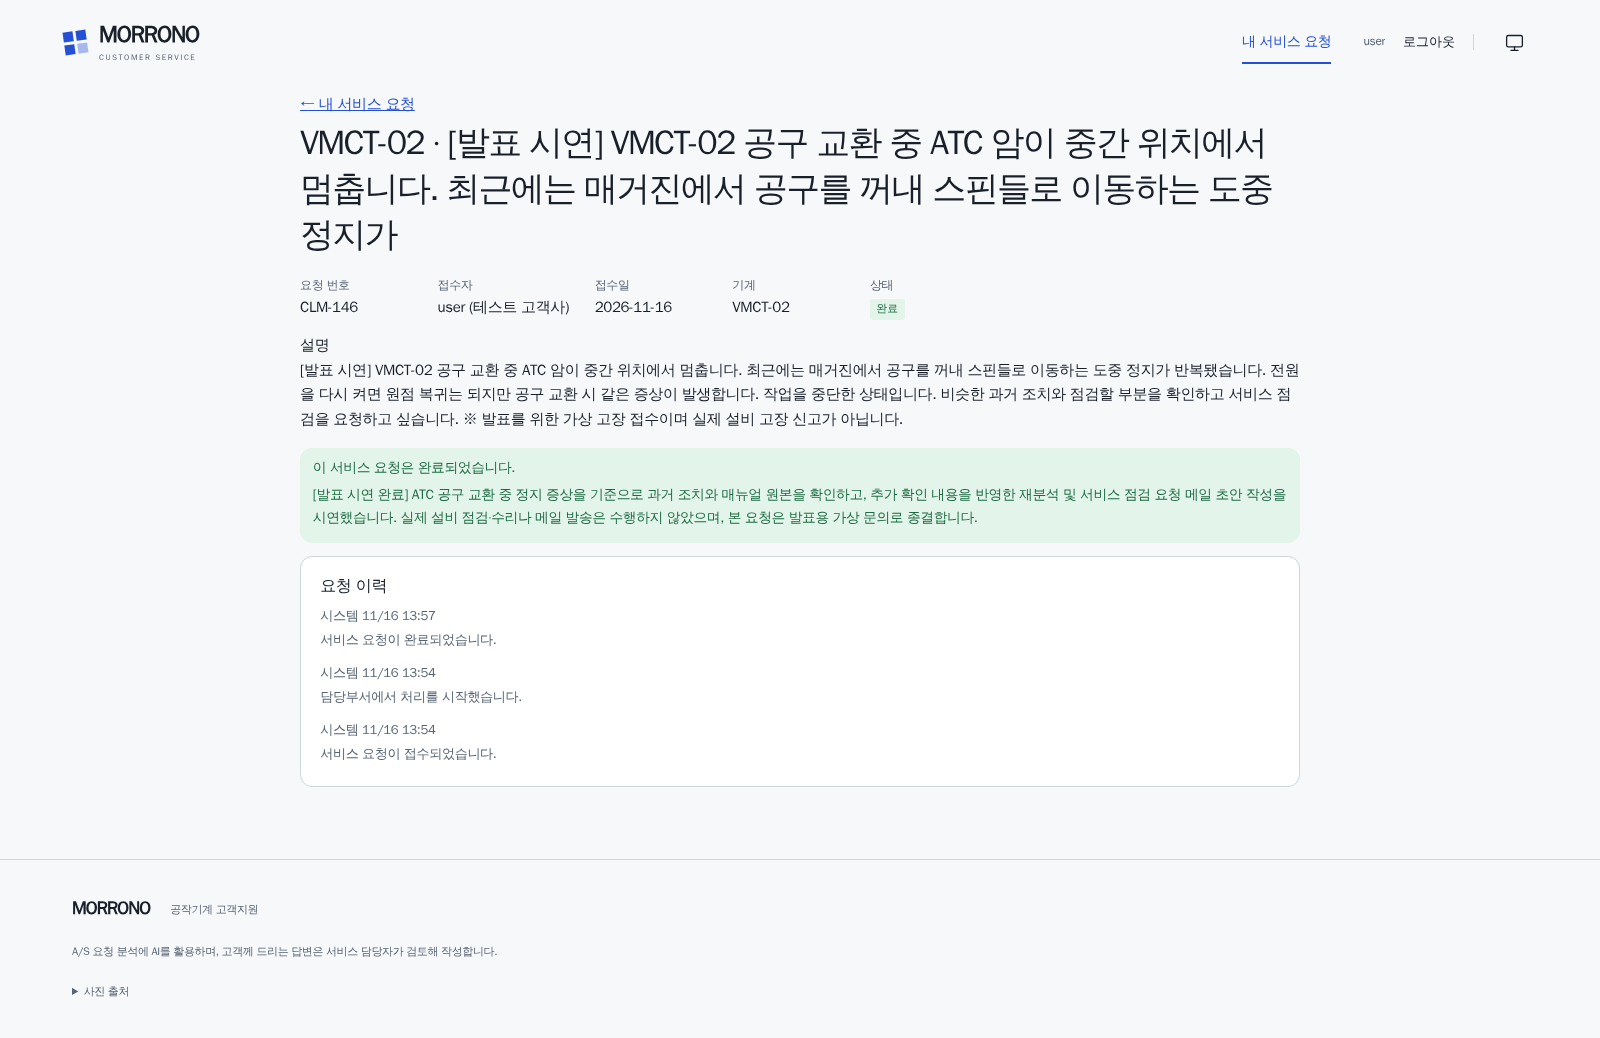 MORRONO
CUSTOMER SERVICE
내 서비스 요청
user
로그아웃
← 내 서비스 요청
VMCT-02 · [발표 시연] VMCT-02 공구 교환 중 ATC 암이 중간 위치에서
멈춥니다. 최근에는 매거진에서 공구를 꺼내 스핀들로 이동하는 도중
정지가
요청 번호
CLM-146
접수자
user (테스트 고객사)
접수일
2026-11-16
기계
VMCT-02
상태
완료
설명
[발표 시연] VMCT-02 공구 교환 중 ATC 암이 중간 위치에서 멈춥니다. 최근에는 매거진에서 공구를 꺼내 스핀들로 이동하는 도중 정지가 반복됐습니다. 전원
을 다시 켜면 원점 복귀는 되지만 공구 교환 시 같은 증상이 발생합니다. 작업을 중단한 상태입니다. 비슷한 과거 조치와 점검할 부분을 확인하고 서비스 점
검을 요청하고 싶습니다. ※ 발표를 위한 가상 고장 접수이며 실제 설비 고장 신고가 아닙니다.
이 서비스 요청은 완료되었습니다.
[발표 시연 완료] ATC 공구 교환 중 정지 증상을 기준으로 과거 조치와 매뉴얼 원본을 확인하고, 추가 확인 내용을 반영한 재분석 및 서비스 점검 요청 메일 초안 작성을
시연했습니다. 실제 설비 점검·수리나 메일 발송은 수행하지 않았으며, 본 요청은 발표용 가상 문의로 종결합니다.
요청 이력
시스템 11/16 13:57
서비스 요청이 완료되었습니다.
시스템 11/16 13:54
담당부서에서 처리를 시작했습니다.
시스템 11/16 13:54
서비스 요청이 접수되었습니다.
MORRONO
공작기계 고객지원
A/S 요청 분석에 AI를 활용하며, 고객께 드리는 답변은 서비스 담당자가 검토해 작성합니다.
▶ 사진 출처